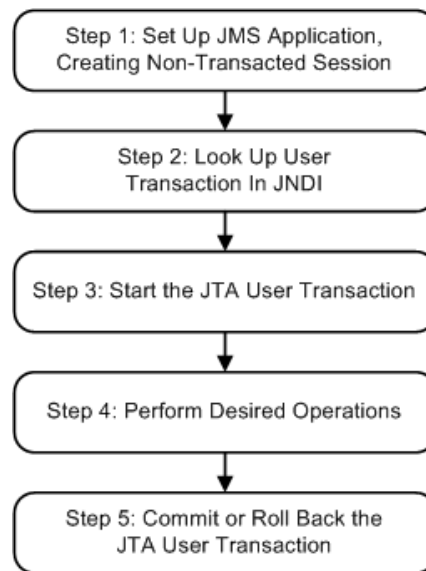 Step 1: Set Up JMS Application,
Creating Non-Transacted Session
Step 2: Look Up User
Transaction In JNDI
Step 3: Start the JTA User Transaction
Step 4: Perform Desired Operations
Step 5: Commit or Roll Back the
JTA User Transaction